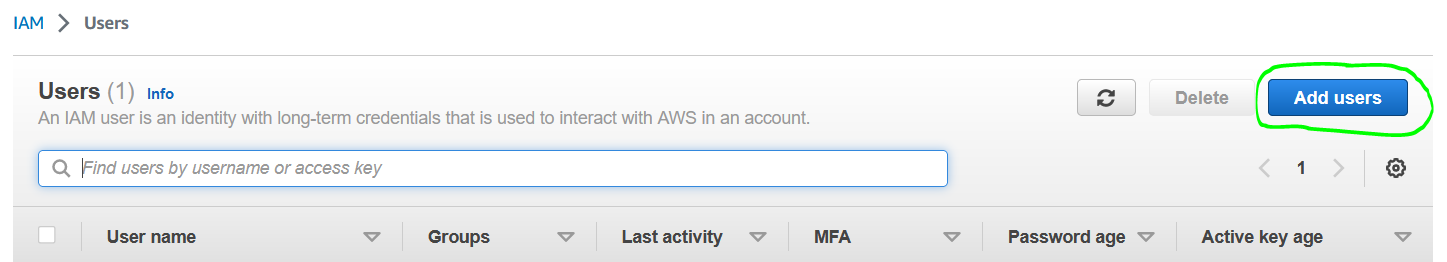 IAM > Users
Users (1) Info
Delete
Add users
An IAM user is an identity with long-term credentials that is used to interact with AWS in an account.
Find users by username or access key
1
User name Groups Last activity MFA Password age Active key age